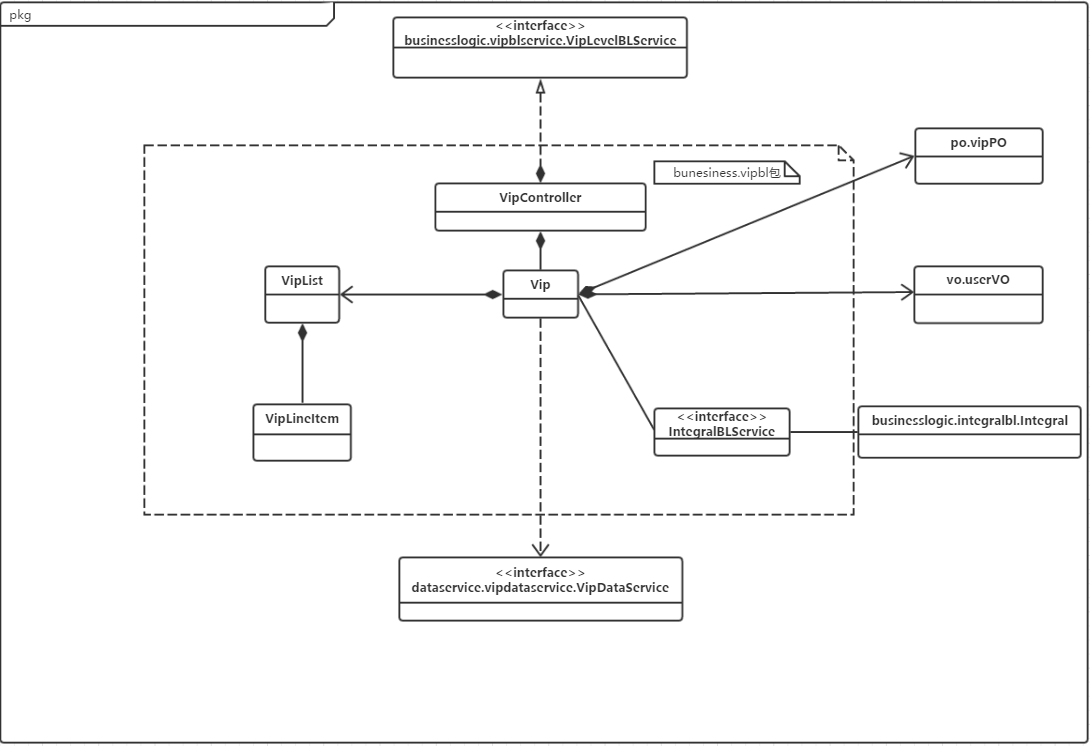 pkg
<<interface>>
businesslogic.vipblservice.VipLevelBLService
po.vipPO
bunesiness.vipbl包
VipController
VipList
Vip
vo.userVO
VipLineItem
<<interface>>
IntegralBLService
businesslogic.integralbl.Integral
<<interface>>
dataservice.vipdataservice.VipDataService